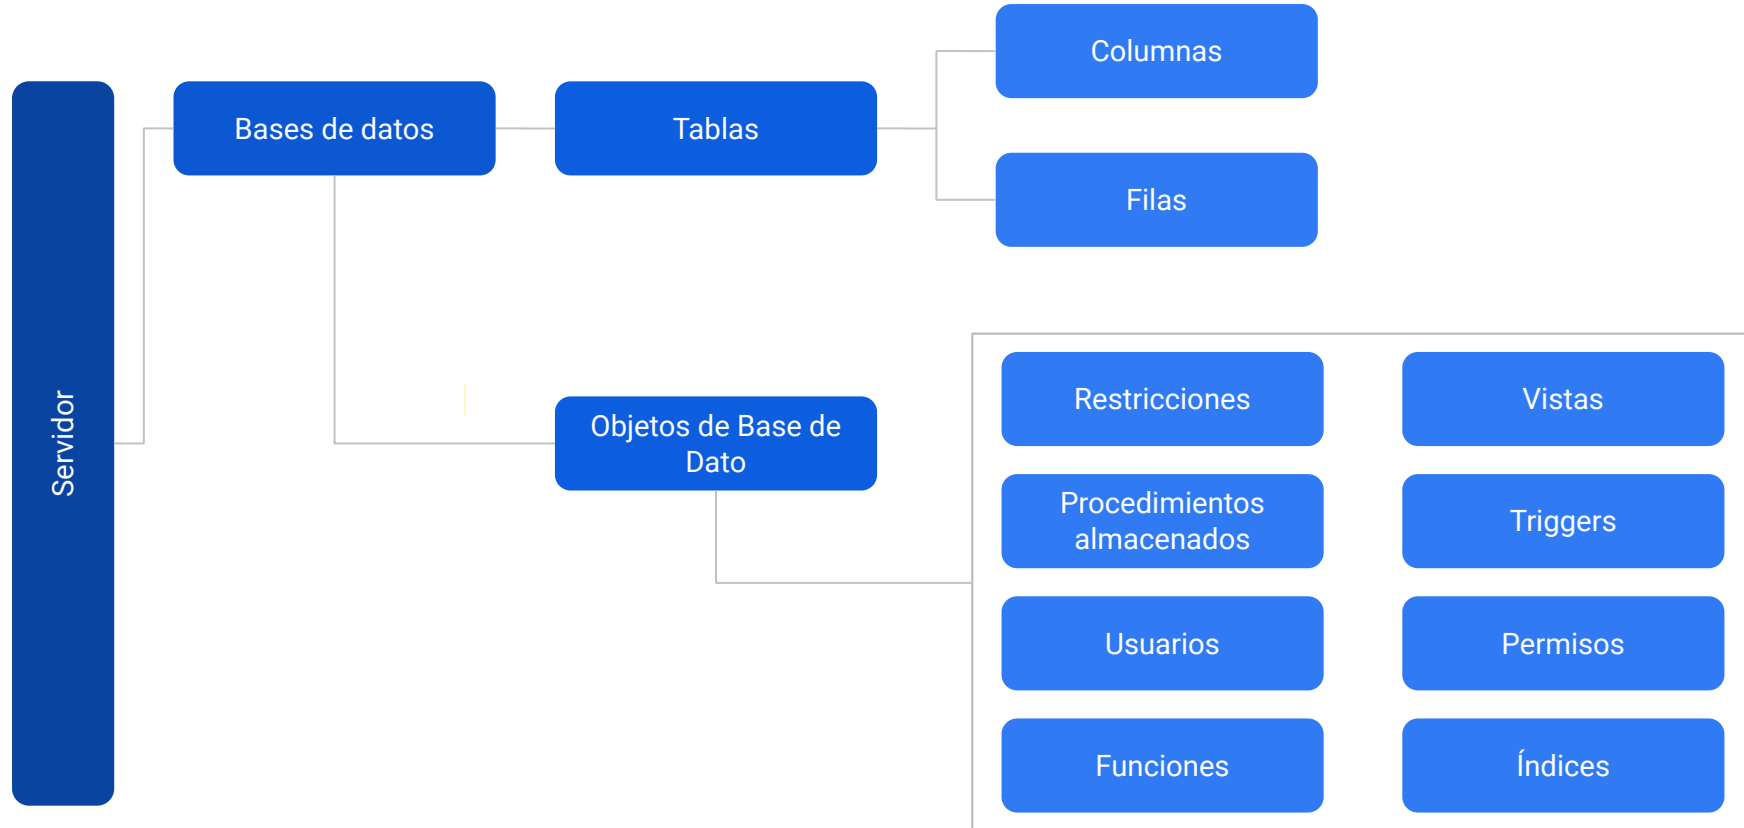 Servidor
Bases de datos
Tablas
Columnas
Filas
Objetos de Base de
Dato
Restricciones
Vistas
Procedimientos
almacenados
Triggers
Usuarios
Permisos
Funciones
Índices